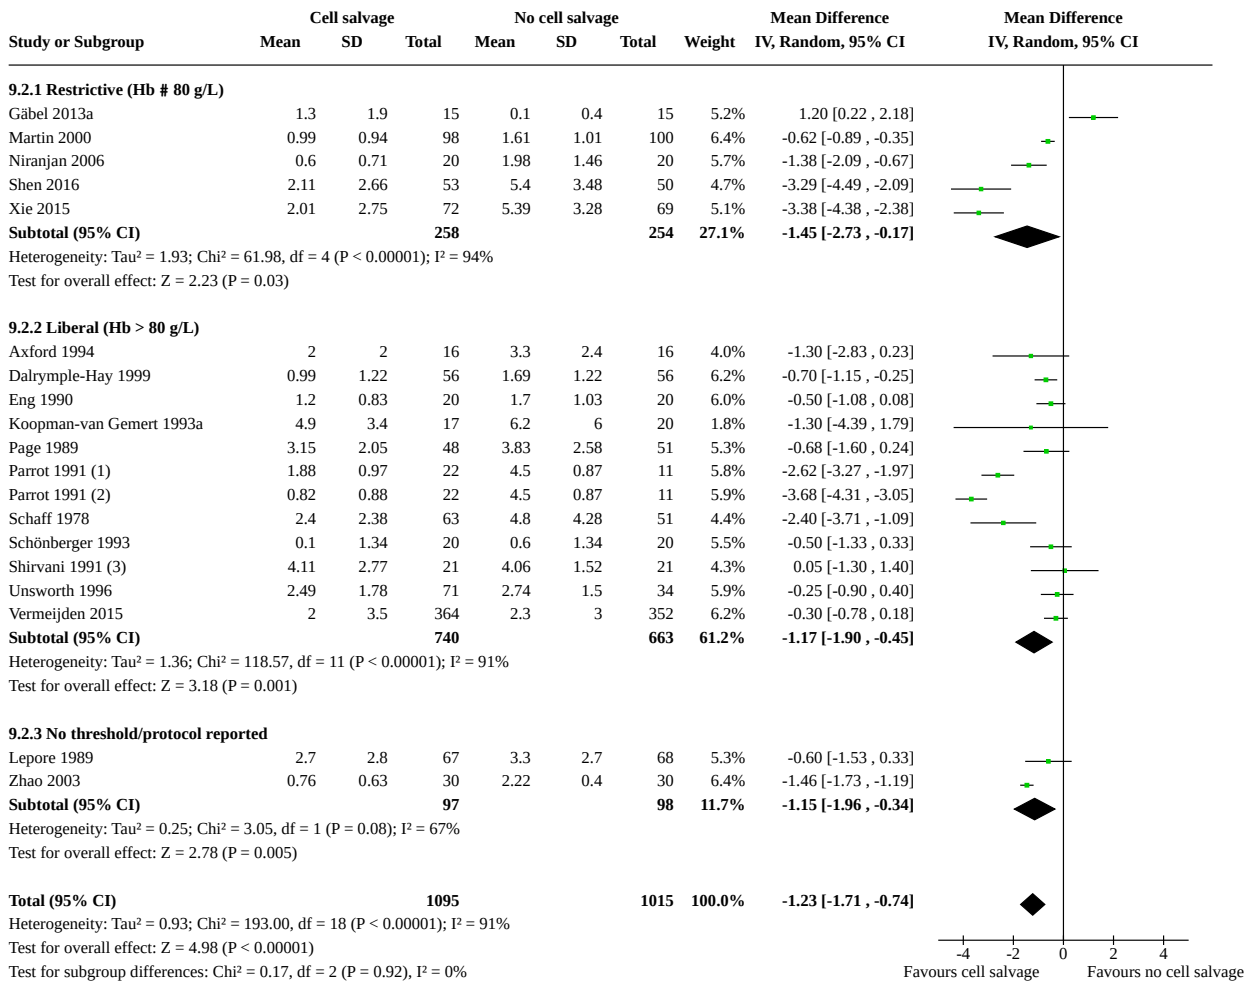 Cell salvage No cell salvage Mean Difference Mean Difference
Study or Subgroup Mean SD Total Mean SD Total Weight IV, Random, 95% CI IV, Random, 95% CI
9.2.1 Restrictive (Hb # 80 g/L)
Gäbel 2013a 1.3 1.9 15 0.1 0.4 15 5.2% 1.20 [0.22 , 2.18]
Martin 2000 0.99 0.94 98 1.61 1.01 100 6.4% -0.62 [-0.89 , -0.35]
Niranjan 2006 0.6 0.71 20 1.98 1.46 20 5.7% -1.38 [-2.09 , -0.67]
Shen 2016 2.11 2.66 53 5.4 3.48 50 4.7% -3.29 [-4.49 , -2.09]
Xie 2015 2.01 2.75 72 5.39 3.28 69 5.1% -3.38 [-4.38 , -2.38]
Subtotal (95% CI) 258 254 27.1% -1.45 [-2.73 , -0.17]
Heterogeneity: Tau² = 1.93; Chi² = 61.98, df = 4 (P < 0.00001); I² = 94%
Test for overall effect: Z = 2.23 (P = 0.03)
9.2.2 Liberal (Hb > 80 g/L)
Axford 1994 2 2 16 3.3 2.4 16 4.0% -1.30 [-2.83 , 0.23]
Dalrymple-Hay 1999 0.99 1.22 56 1.69 1.22 56 6.2% -0.70 [-1.15 , -0.25]
Eng 1990 1.2 0.83 20 1.7 1.03 20 6.0% -0.50 [-1.08 , 0.08]
Koopman-van Gemert 1993a 4.9 3.4 17 6.2 6 20 1.8% -1.30 [-4.39 , 1.79]
Page 1989 3.15 2.05 48 3.83 2.58 51 5.3% -0.68 [-1.60 , 0.24]
Parrot 1991 (1) 1.88 0.97 22 4.5 0.87 11 5.8% -2.62 [-3.27 , -1.97]
Parrot 1991 (2) 0.82 0.88 22 4.5 0.87 11 5.9% -3.68 [-4.31 , -3.05]
Schaff 1978 2.4 2.38 63 4.8 4.28 51 4.4% -2.40 [-3.71 , -1.09]
Schönberger 1993 0.1 1.34 20 0.6 1.34 20 5.5% -0.50 [-1.33 , 0.33]
Shirvani 1991 (3) 4.11 2.77 21 4.06 1.52 21 4.3% 0.05 [-1.30 , 1.40]
Unsworth 1996 2.49 1.78 71 2.74 1.5 34 5.9% -0.25 [-0.90 , 0.40]
Vermeijden 2015 2 3.5 364 2.3 3 352 6.2% -0.30 [-0.78 , 0.18]
Subtotal (95% CI) 740 663 61.2% -1.17 [-1.90 , -0.45]
Heterogeneity: Tau² = 1.36; Chi² = 118.57, df = 11 (P < 0.00001); I² = 91%
Test for overall effect: Z = 3.18 (P = 0.001)
9.2.3 No threshold/protocol reported
Lepore 1989 2.7 2.8 67 3.3 2.7 68 5.3% -0.60 [-1.53 , 0.33]
Zhao 2003 0.76 0.63 30 2.22 0.4 30 6.4% -1.46 [-1.73 , -1.19]
Subtotal (95% CI) 97 98 11.7% -1.15 [-1.96 , -0.34]
Heterogeneity: Tau² = 0.25; Chi² = 3.05, df = 1 (P = 0.08); I² = 67%
Test for overall effect: Z = 2.78 (P = 0.005)
Total (95% CI) 1095 1015 100.0% -1.23 [-1.71 , -0.74]
Heterogeneity: Tau² = 0.93; Chi² = 193.00, df = 18 (P < 0.00001); I² = 91%
Test for overall effect: Z = 4.98 (P < 0.00001)
-4 -2 0 2 4
Test for subgroup differences: Chi² = 0.17, df = 2 (P = 0.92), I² = 0% Favours cell salvage Favours no cell salvage